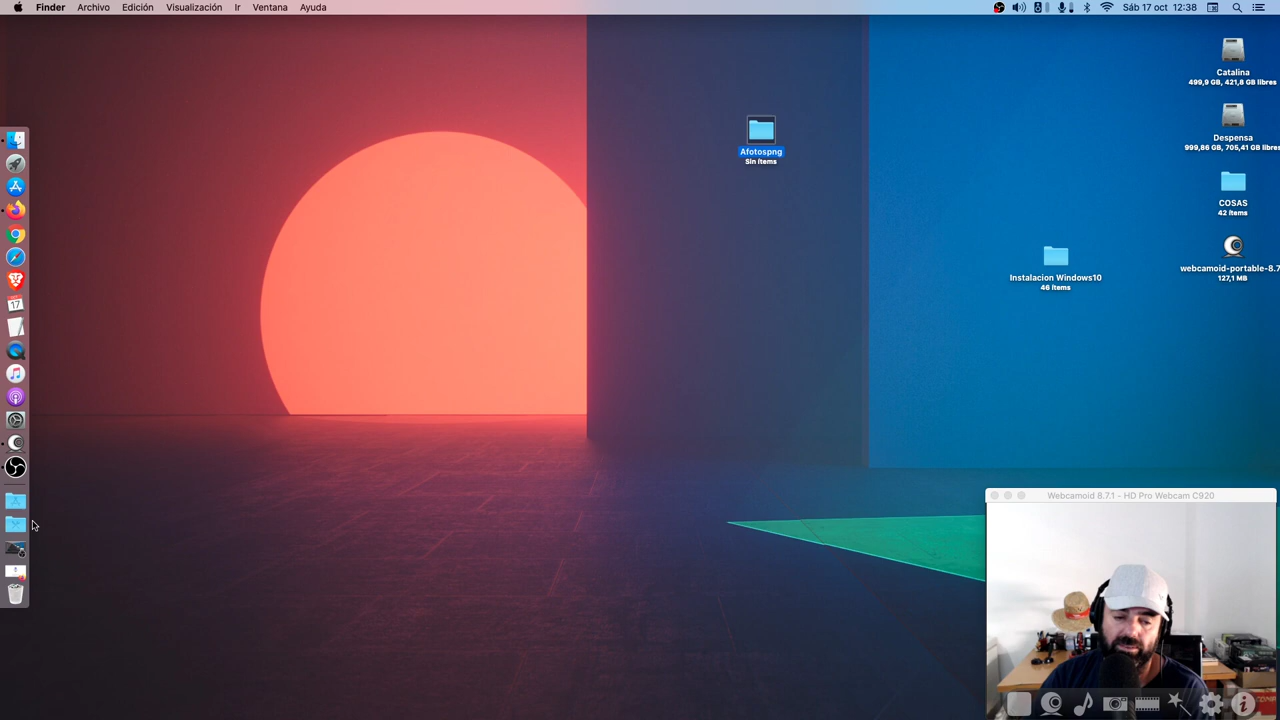 Finder Archivo Edición Visualización Ir Ventana Ayuda
Sáb 17 oct 12:38
Catalina
499,9 GB, 421,8 GB libres
Afotospng
Sin ítems
Despensa
999,86 GB, 705,41 GB libres
COSAS
42 ítems
Instalacion Windows10
46 ítems
webcamoid-portable-8.7
127,1 MB
17
Webcamoid 8.7.1 - HD Pro Webcam C920